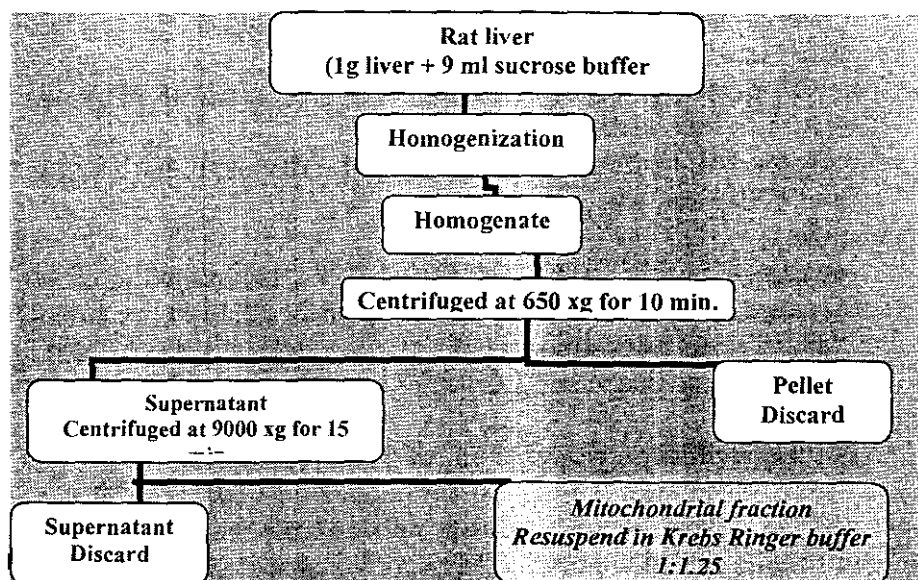 Rat liver
(1g liver + 9 ml sucrose buffer
Homogenization
Homogenate
Centrifuged at 650 xg for 10 min.
Supernatant
Centrifuged at 9000 xg for 15
Pellet
Discard
Supernatant
Discard
Mitochondrial fraction
Resuspend in Krebs Ringer buffer
1:1.25